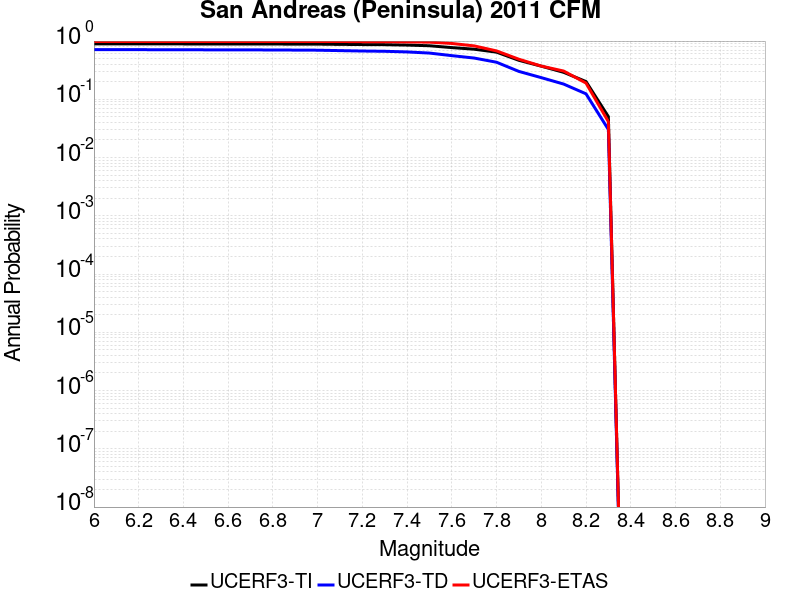 San Andreas (Peninsula) 2011 CFM
10^0
10^-1
10^-2
10^-3
10^-4
10^-5
10^-6
10^-7
10^-8
Annual Probability
6 6.2 6.4 6.6 6.8 7 7.2 7.4 7.6 7.8 8 8.2 8.4 8.6 8.8 9
Magnitude
UCERF3-TI UCERF3-TD UCERF3-ETAS